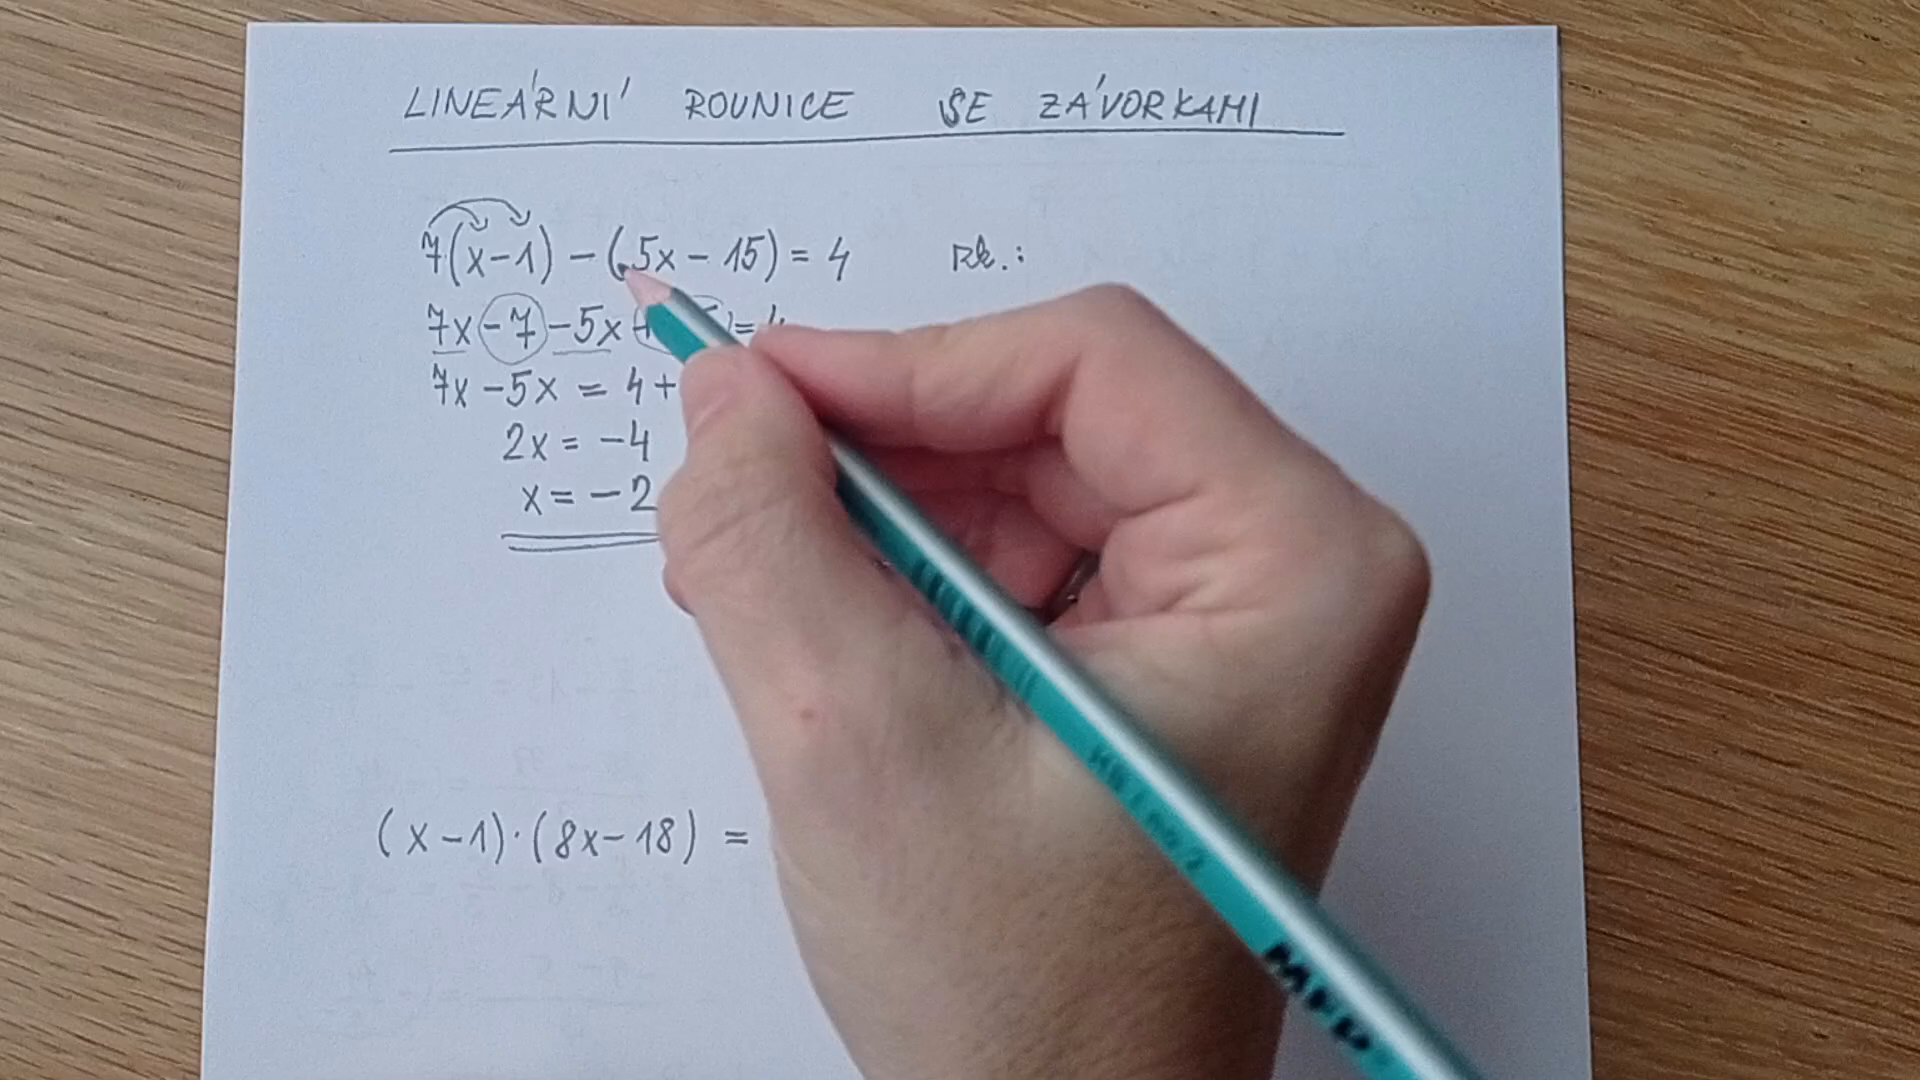 LINEÁRNÍ ROVNICE SE ZÁVORKAMI
7(x-1) - (5x - 15) = 4 Zk.:
7x - 7 - 5x + = 4
7x - 5x = 4 +
2x = -4
x = -2
(x-1)·(8x-18) =